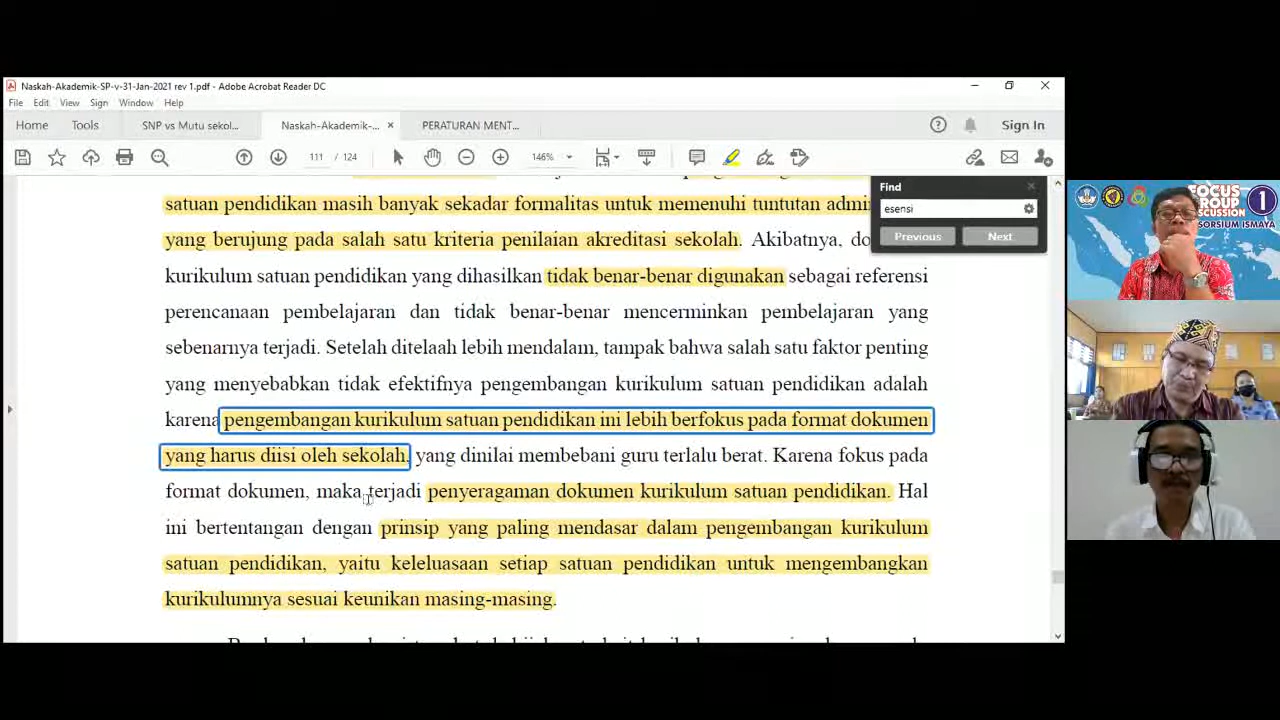 Naskah-Akademik-SP-v-31-Jan-2021 rev 1.pdf - Adobe Acrobat Reader DC
File Edit View Sign Window Help
Home Tools SNP vs Mutu sekol... Naskah-Akademik-... × PERATURAN MENT... Sign In
111 / 124 146%
Find
esensi
Previous Next
satuan pendidikan masih banyak sekadar formalitas untuk memenuhi tuntutan
yang berujung pada salah satu kriteria penilaian akreditasi sekolah. Akibatnya,
kurikulum satuan pendidikan yang dihasilkan tidak benar-benar digunakan sebagai referensi
perencanaan pembelajaran dan tidak benar-benar mencerminkan pembelajaran yang
sebenarnya terjadi. Setelah ditelaah lebih mendalam, tampak bahwa salah satu faktor penting
yang menyebabkan tidak efektifnya pengembangan kurikulum satuan pendidikan adalah
karena pengembangan kurikulum satuan pendidikan ini lebih berfokus pada format dokumen
yang harus diisi oleh sekolah, yang dinilai membebani guru terlalu berat. Karena fokus pada
format dokumen, maka terjadi penyeragaman dokumen kurikulum satuan pendidikan. Hal
ini bertentangan dengan prinsip yang paling mendasar dalam pengembangan kurikulum
satuan pendidikan, yaitu keleluasaan setiap satuan pendidikan untuk mengembangkan
kurikulumnya sesuai keunikan masing-masing.
FOCUS
GROUP
DISCUSSION 1